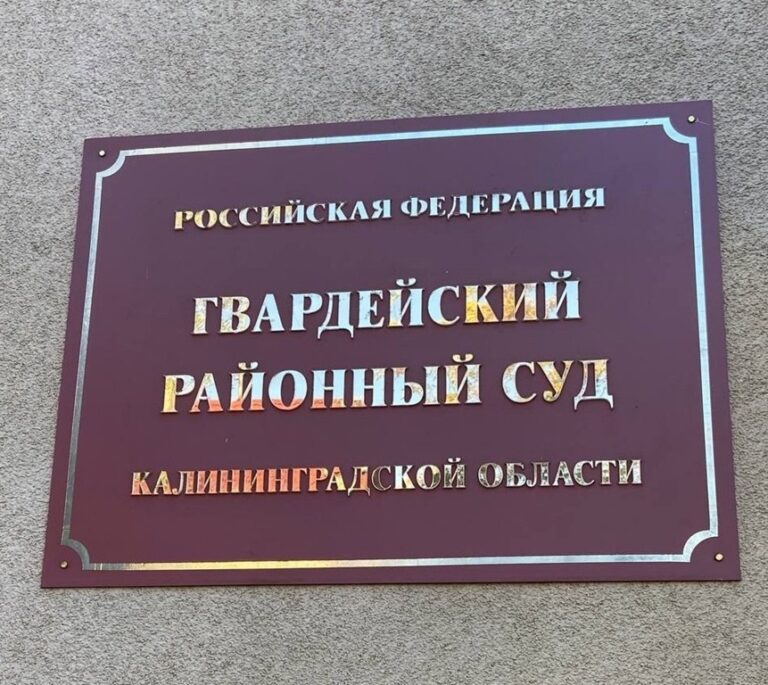 РОССИЙСКАЯ ФЕДЕРАЦИЯ
ГВАРДЕЙСКИЙ
РАЙОННЫЙ СУД
КАЛИНИНГРАДСКОЙ ОБЛАСТИ